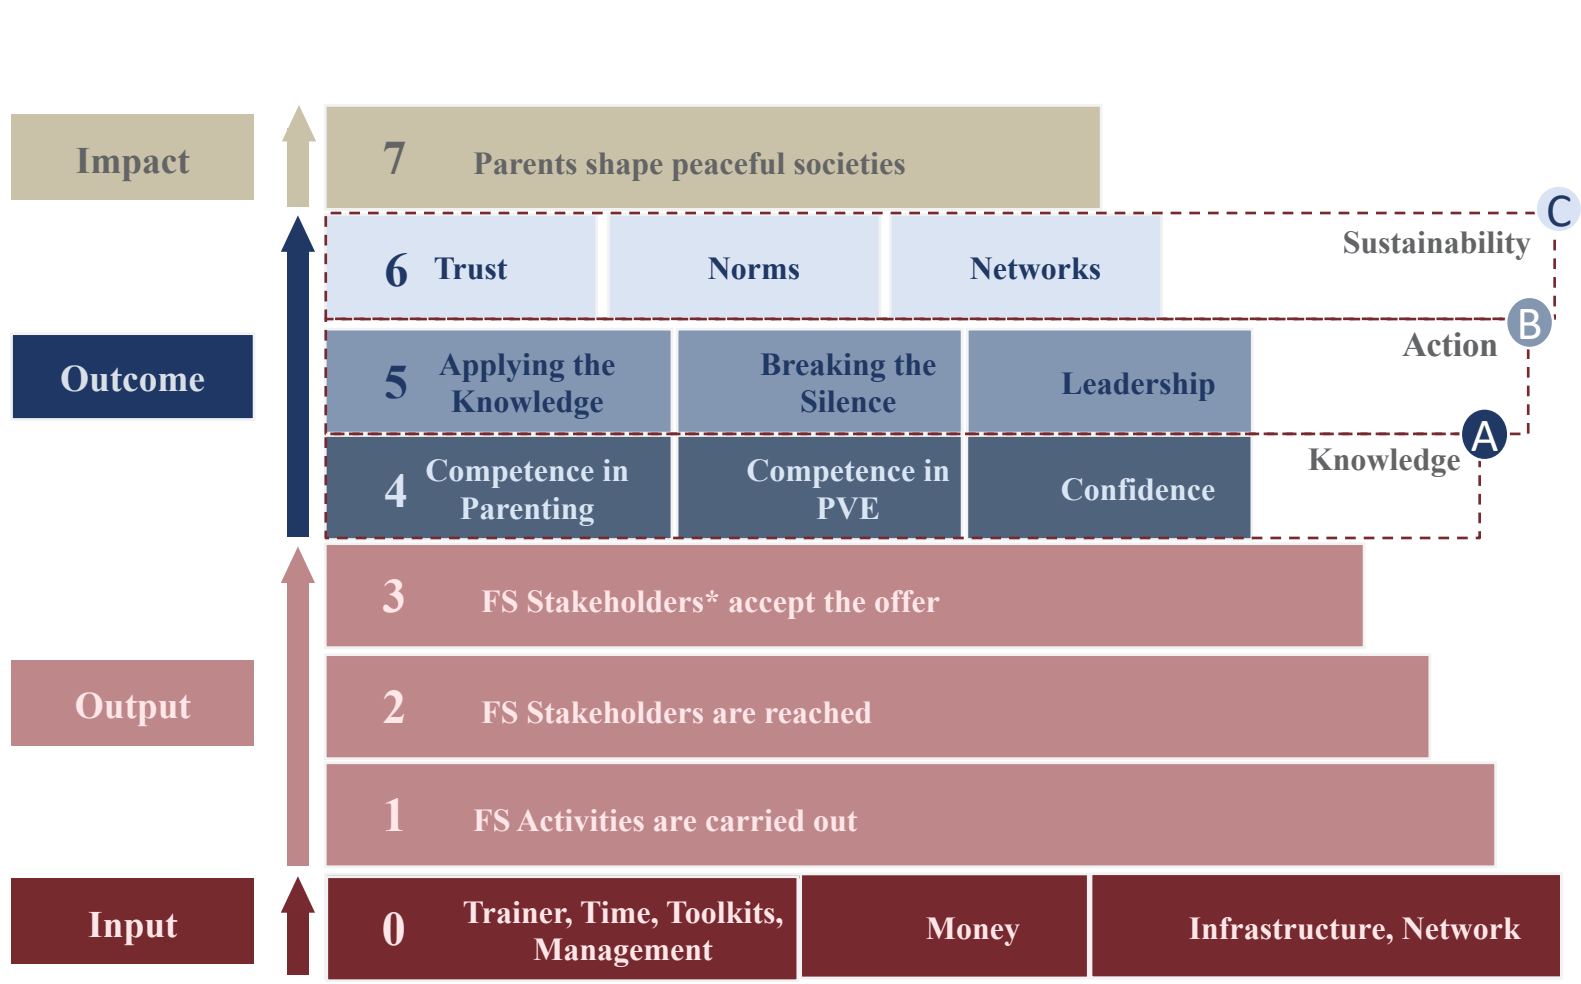 Impact
7 Parents shape peaceful societies
C
Sustainability
6 Trust Norms Networks
B
Action
Outcome
5 Applying the Knowledge
Breaking the Silence
Leadership
A
Knowledge
4 Competence in Parenting
Competence in PVE
Confidence
3 FS Stakeholders* accept the offer
Output
2 FS Stakeholders are reached
1 FS Activities are carried out
Input
0 Trainer, Time, Toolkits, Management
Money
Infrastructure, Network